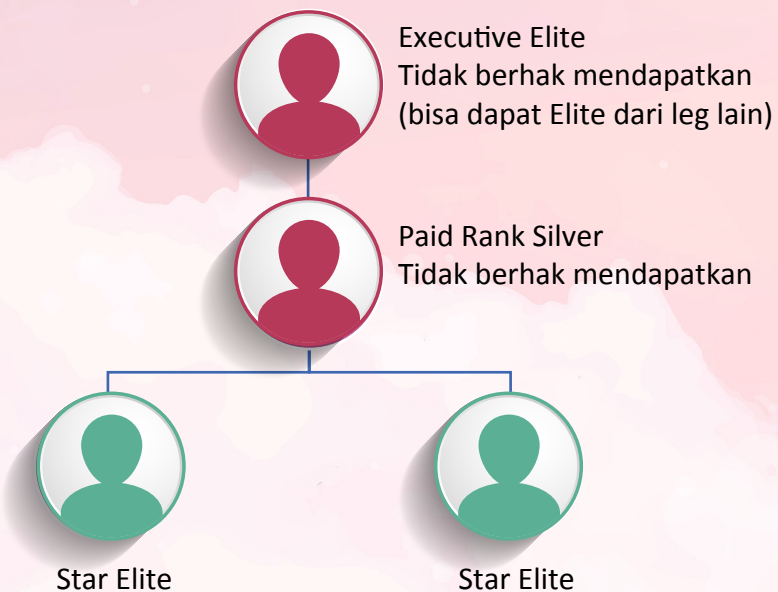 Executive Elite
Tidak berhak mendapatkan
(bisa dapat Elite dari leg lain)
Paid Rank Silver
Tidak berhak mendapatkan
Star Elite
Star Elite